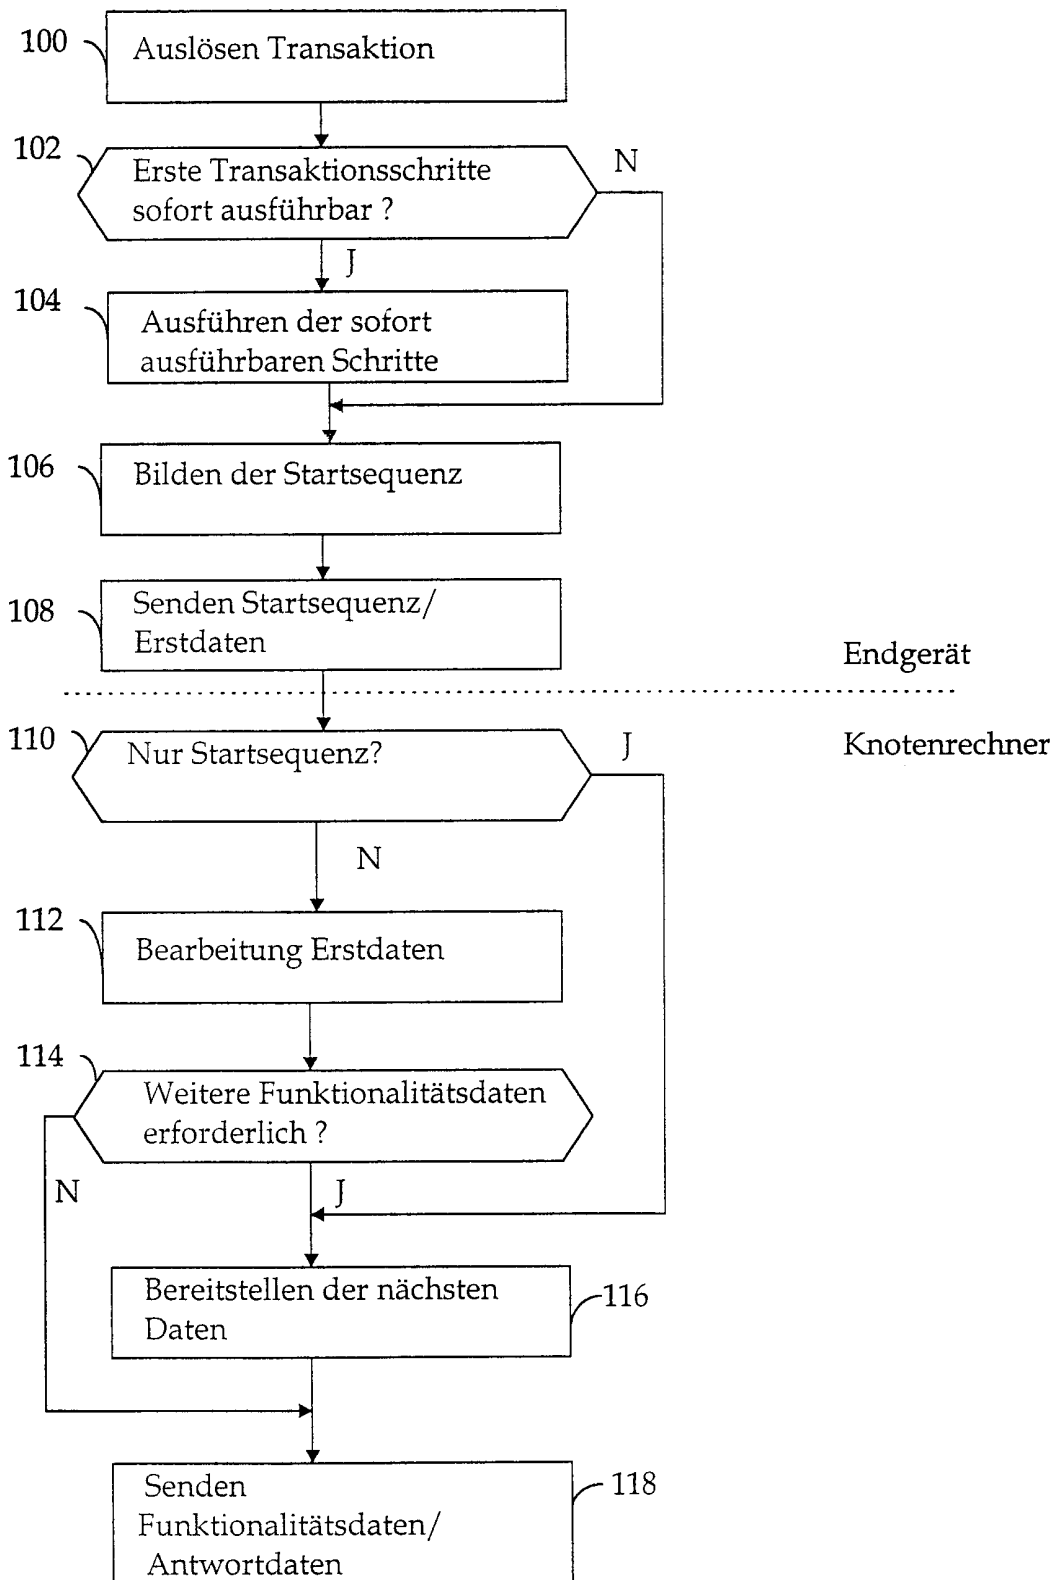 100
Auslösen Transaktion
102
Erste Transaktionsschritte
sofort ausführbar ?
N
J
104
Ausführen der sofort
ausführbaren Schritte
106
Bilden der Startsequenz
108
Senden Startsequenz/
Erstdaten
Endgerät
110
Nur Startsequenz?
J
Knotenrechner
N
112
Bearbeitung Erstdaten
114
Weitere Funktionalitätsdaten
erforderlich ?
N
J
Bereitstellen der nächsten
Daten
116
Senden
Funktionalitätsdaten/
Antwortdaten
118